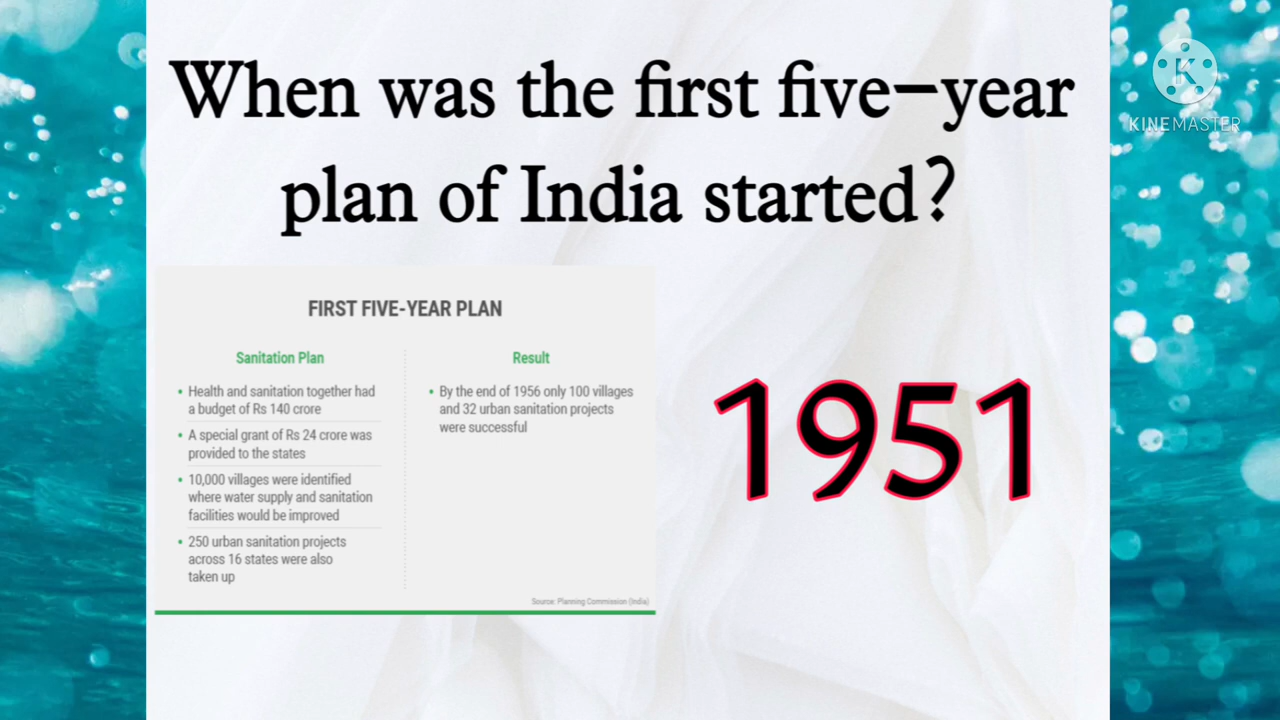 When was the first five-year
plan of India started?
KINEMASTER
FIRST FIVE-YEAR PLAN
Sanitation Plan
• Health and sanitation together had
a budget of Rs 140 crore
• A special grant of Rs 24 crore was
provided to the states
• 10,000 villages were identified
where water supply and sanitation
facilities would be improved
• 250 urban sanitation projects
across 16 states were also
taken up
Result
• By the end of 1956 only 100 villages
and 32 urban sanitation projects
were successful
Source: Planning Commission (India)
1951